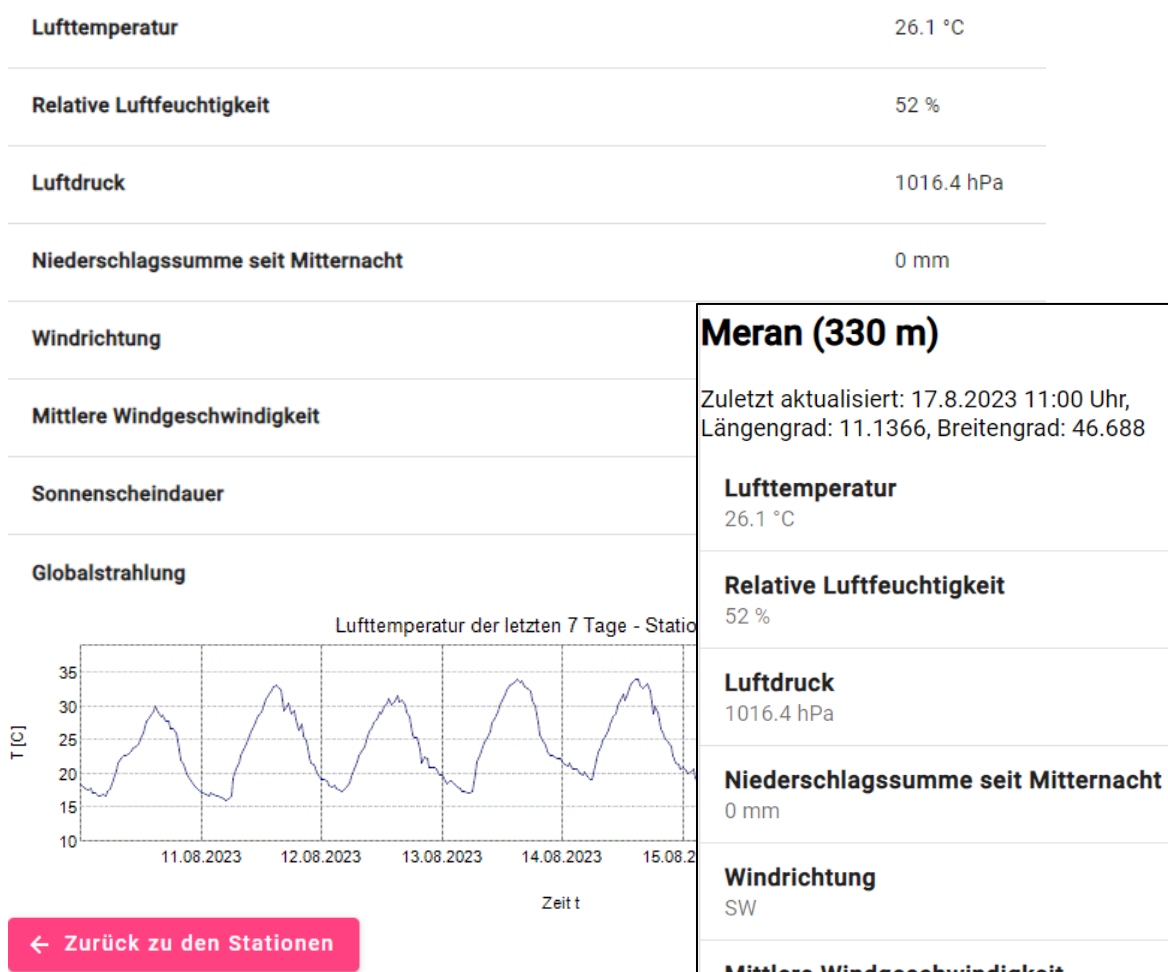 Lufttemperatur 26.1 °C
Relative Luftfeuchtigkeit 52 %
Luftdruck 1016.4 hPa
Niederschlagssumme seit Mitternacht 0 mm
Windrichtung
Mittlere Windgeschwindigkeit
Sonnenscheindauer
Globalstrahlung
Lufttemperatur der letzten 7 Tage - Statio
35
30
25
20
15
10
T [C]
11.08.2023 12.08.2023 13.08.2023 14.08.2023 15.08.2
Zeit t
← Zurück zu den Stationen
Meran (330 m)
Zuletzt aktualisiert: 17.8.2023 11:00 Uhr,
Längengrad: 11.1366, Breitengrad: 46.688
Lufttemperatur
26.1 °C
Relative Luftfeuchtigkeit
52 %
Luftdruck
1016.4 hPa
Niederschlagssumme seit Mitternacht
0 mm
Windrichtung
SW
Mittlere Windgeschwindigkeit